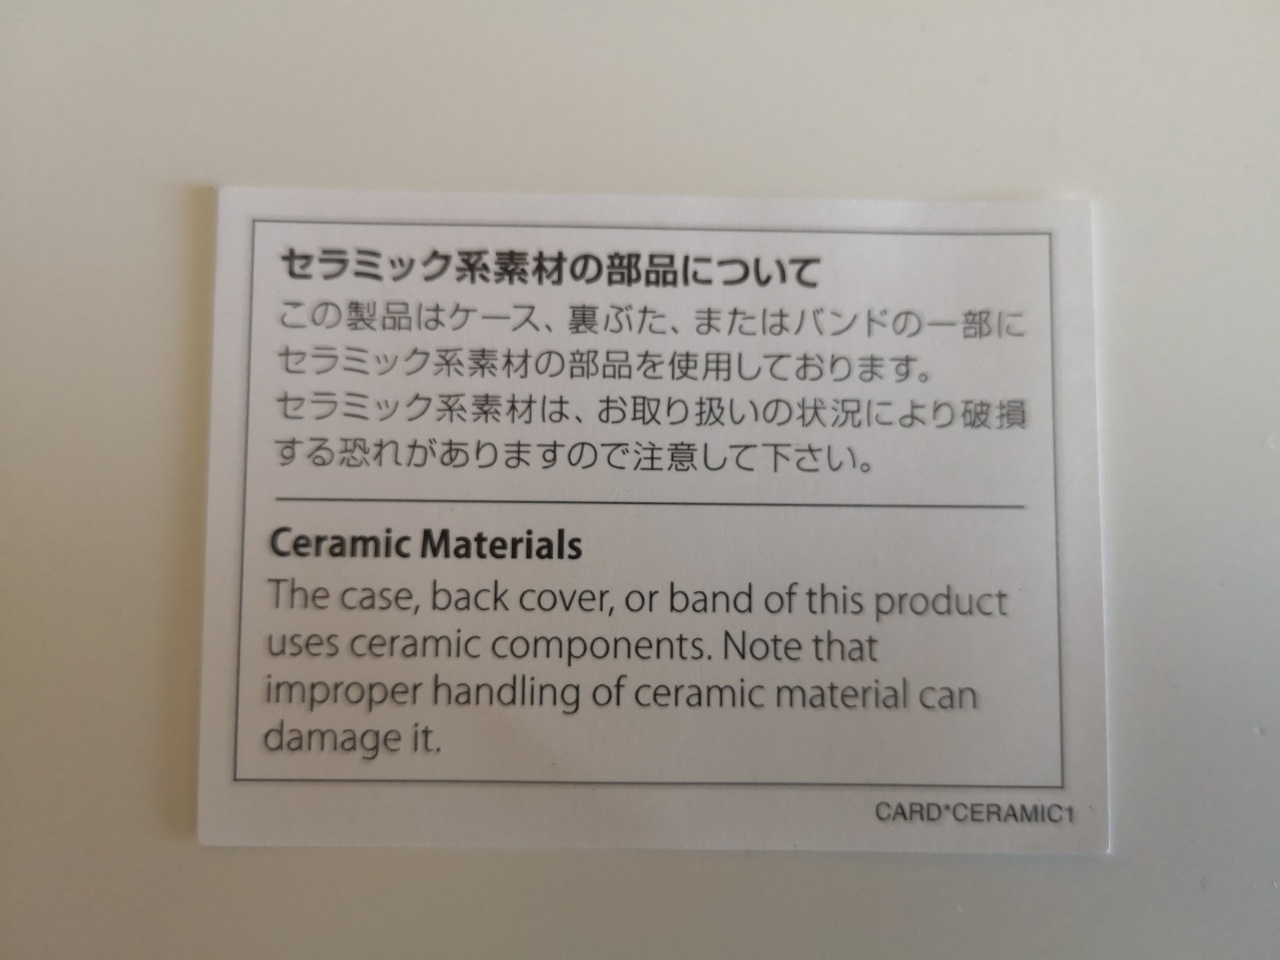 セラミック系素材の部品について
この製品はケース、裏ぶた、またはバンドの一部に
セラミック系素材の部品を使用しております。
セラミック系素材は、お取り扱いの状況により破損
する恐れがありますので注意して下さい。
Ceramic Materials
The case, back cover, or band of this product
uses ceramic components. Note that
improper handling of ceramic material can
damage it.
CARD*CERAMIC1